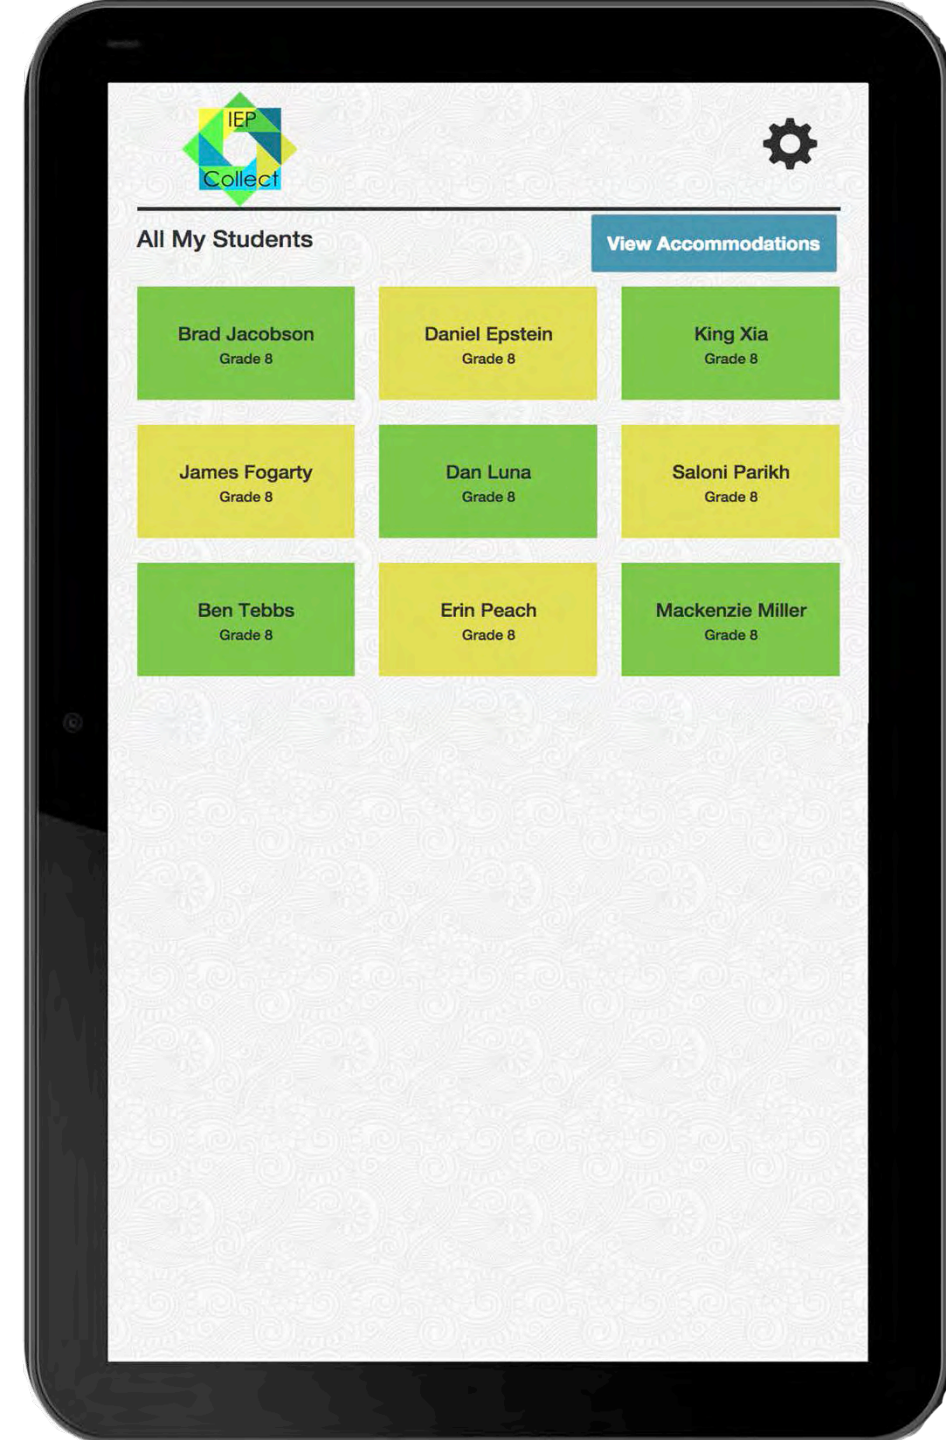 IEP
Collect
All My Students
View Accommodations
Brad Jacobson
Grade 8
Daniel Epstein
Grade 8
King Xia
Grade 8
James Fogarty
Grade 8
Dan Luna
Grade 8
Saloni Parikh
Grade 8
Ben Tebbs
Grade 8
Erin Peach
Grade 8
Mackenzie Miller
Grade 8